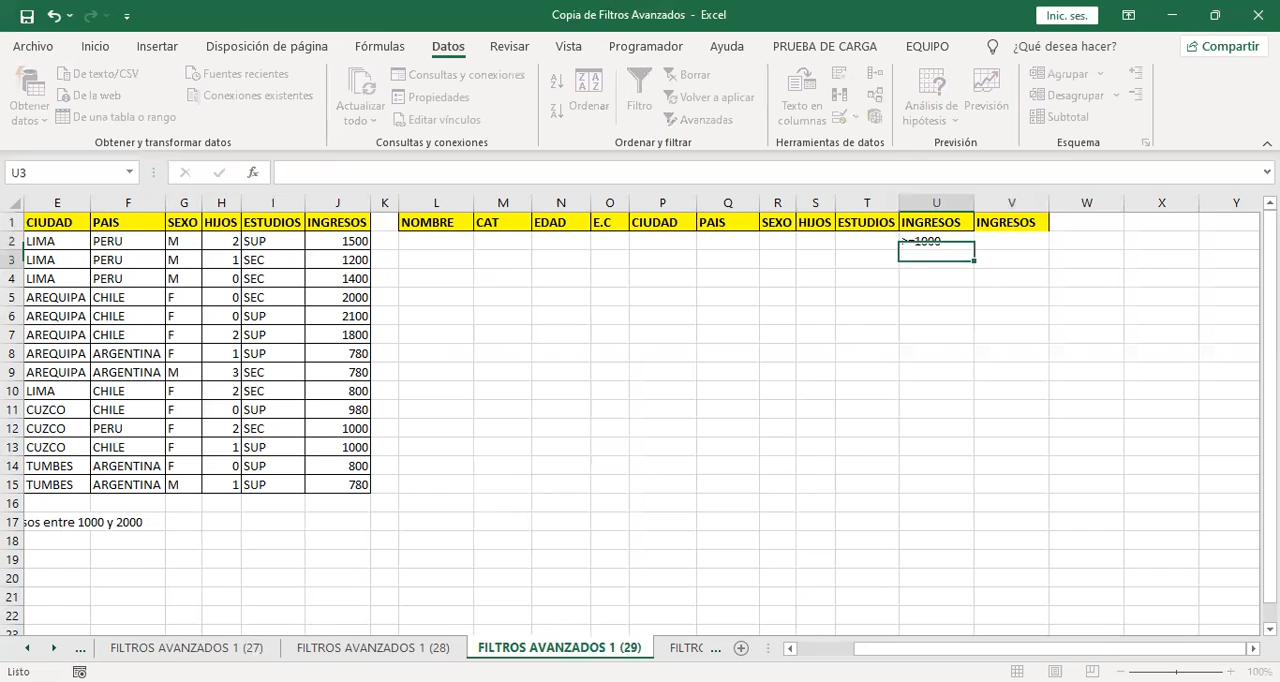 Copia de Filtros Avanzados - Excel
Inic. ses.
Archivo Inicio Insertar Disposición de página Fórmulas Datos Revisar Vista Programador Ayuda PRUEBA DE CARGA EQUIPO ¿Qué desea hacer? Compartir
Obtener datos
De texto/CSV
De la web
De una tabla o rango
Fuentes recientes
Conexiones existentes
Obtener y transformar datos
Actualizar todo
Consultas y conexiones
Propiedades
Editar vínculos
Consultas y conexiones
Ordenar
Filtro
Borrar
Volver a aplicar
Avanzadas
Ordenar y filtrar
Texto en columnas
Herramientas de datos
Análisis de hipótesis
Previsión
Previsión
Agrupar
Desagrupar
Subtotal
Esquema
U3 fx
E F G H I J K L M N O P Q R S T U V W X Y
1 CIUDAD PAIS SEXO HIJOS ESTUDIOS INGRESOS NOMBRE CAT EDAD E.C CIUDAD PAIS SEXO HIJOS ESTUDIOS INGRESOS INGRESOS
2 LIMA PERU M 2 SUP 1500 >=1000
3 LIMA PERU M 1 SEC 1200
4 LIMA PERU M 0 SEC 1400
5 AREQUIPA CHILE F 0 SEC 2000
6 AREQUIPA CHILE F 0 SUP 2100
7 AREQUIPA CHILE F 2 SUP 1800
8 AREQUIPA ARGENTINA F 1 SUP 780
9 AREQUIPA ARGENTINA M 3 SEC 780
10 LIMA CHILE F 2 SEC 800
11 CUZCO CHILE F 0 SUP 980
12 CUZCO PERU F 2 SEC 1000
13 CUZCO CHILE F 1 SUP 1000
14 TUMBES ARGENTINA F 0 SUP 800
15 TUMBES ARGENTINA M 1 SUP 780
16
17 sos entre 1000 y 2000
18
19
20
21
22
23
... FILTROS AVANZADOS 1 (27) FILTROS AVANZADOS 1 (28) FILTROS AVANZADOS 1 (29) FILTRO ...
Listo 100%